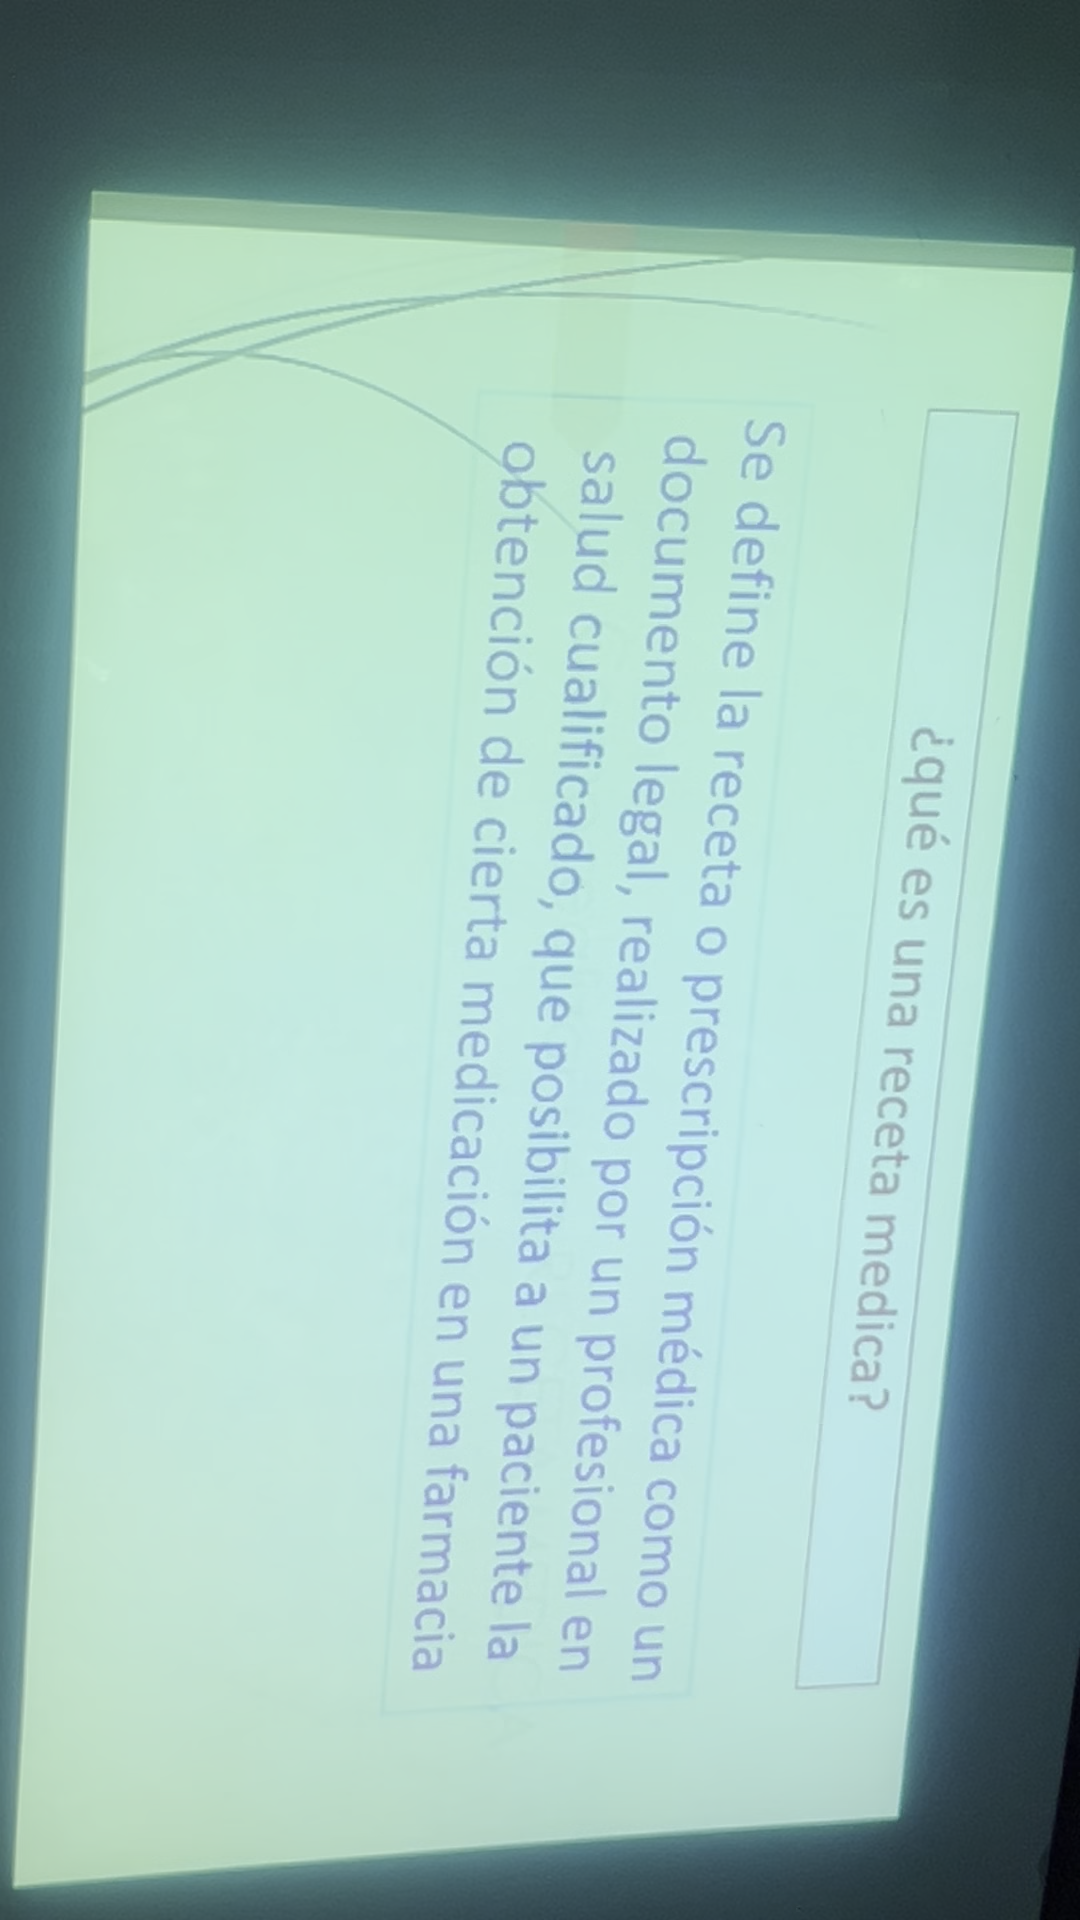 ¿qué es una receta medica?
Se define la receta o prescripción médica como un
documento legal, realizado por un profesional en
salud cualificado, que posibilita a un paciente la
obtención de cierta medicación en una farmacia